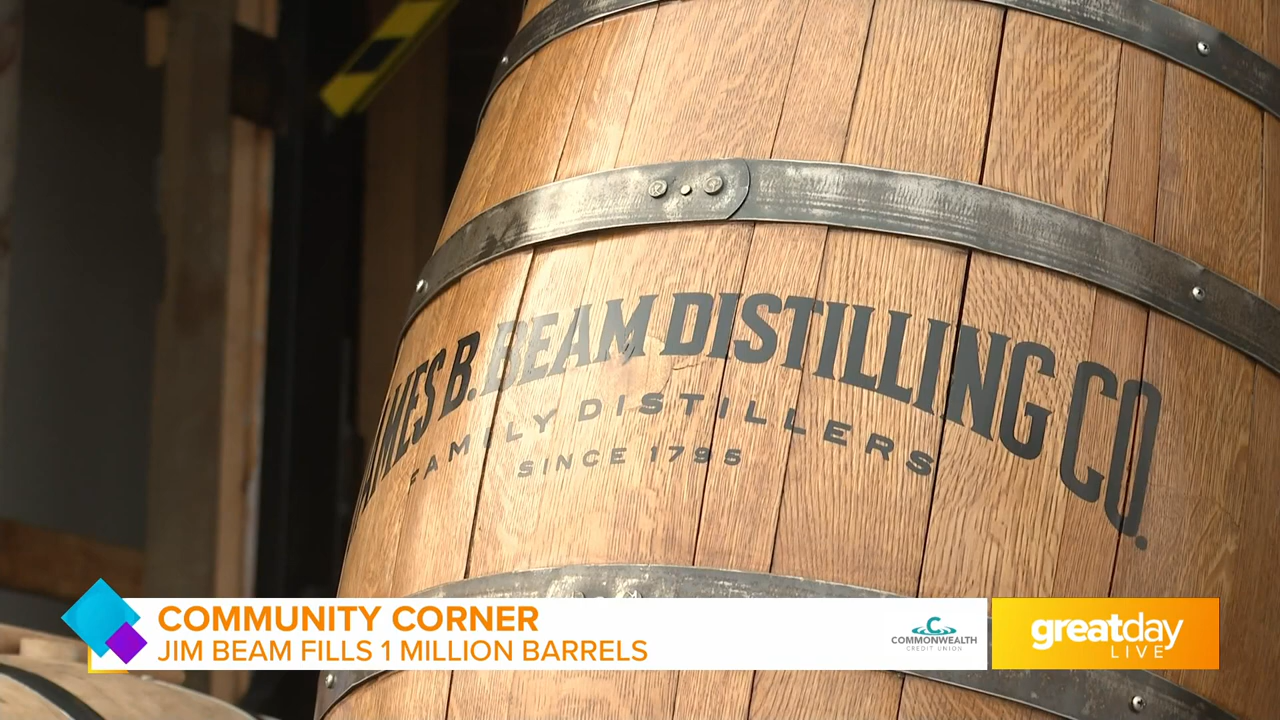 JAMES B. BEAM DISTILLING CO.
FAMILY DISTILLERS
SINCE 1795
COMMUNITY CORNER
JIM BEAM FILLS 1 MILLION BARRELS
COMMONWEALTH
CREDIT UNION
greatday
LIVE